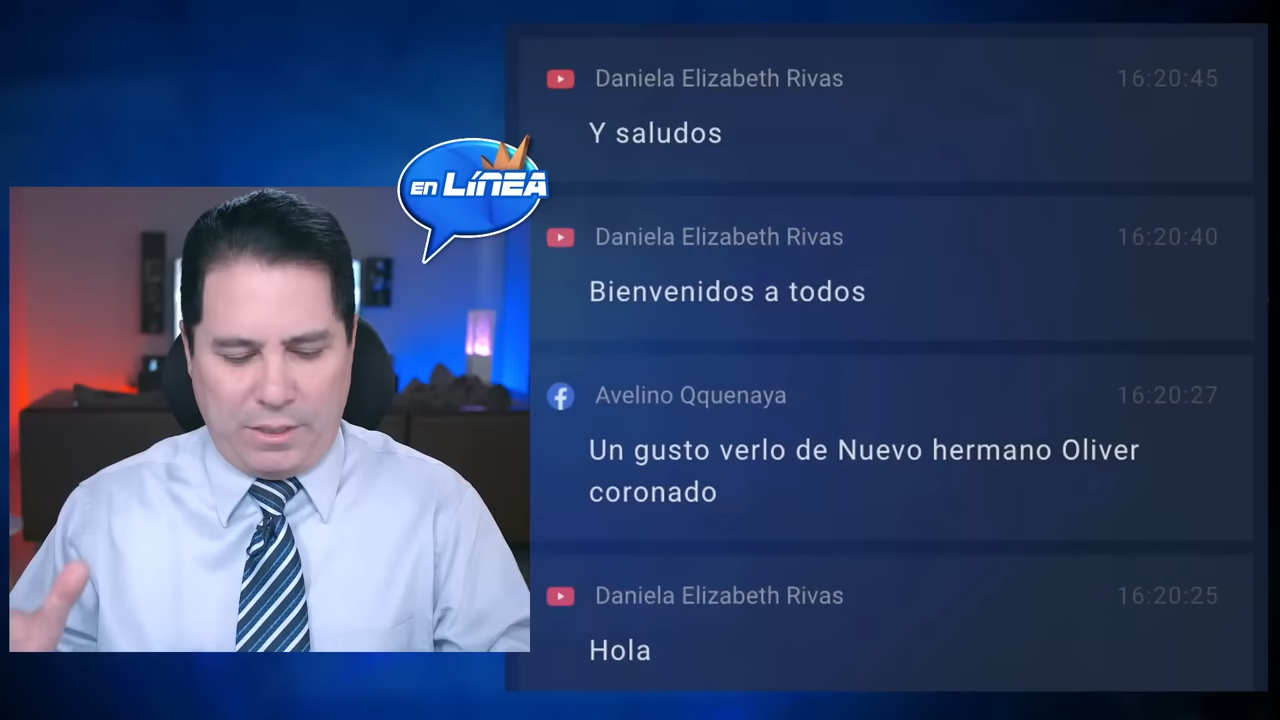 EN LÍNEA
Daniela Elizabeth Rivas 16:20:45
Y saludos
Daniela Elizabeth Rivas 16:20:40
Bienvenidos a todos
Avelino Qquenaya 16:20:27
Un gusto verlo de Nuevo hermano Oliver
coronado
Daniela Elizabeth Rivas 16:20:25
Hola